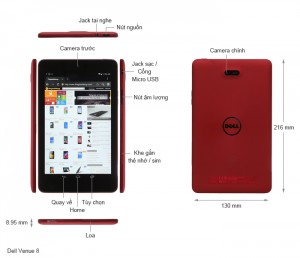 Jack tai nghe
Nút nguồn
Camera trước
Camera chính
Jack sạc /
Cổng
Micro USB
Nút âm lượng
DELL
216 mm
Khe gắn
thẻ nhớ / sim
Quay về
Home
Tùy chọn
130 mm
8.95 mm
Loa
Dell Venue 8